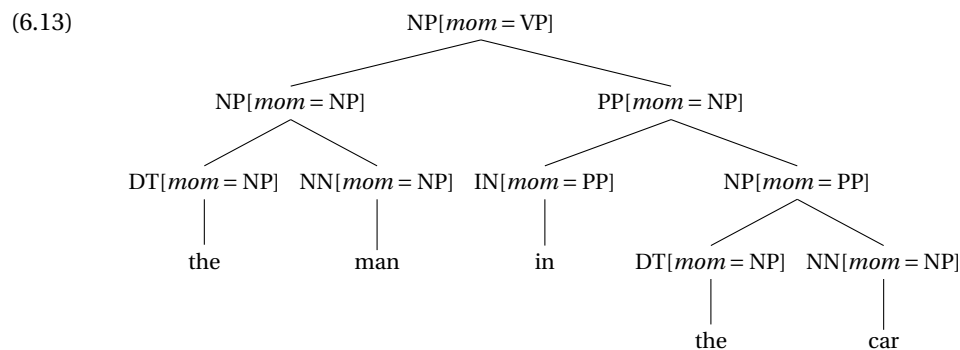 (6.13) NP[mom = VP]
NP[mom = NP] PP[mom = NP]
DT[mom = NP] NN[mom = NP] IN[mom = PP] NP[mom = PP]
the man in DT[mom = NP] NN[mom = NP]
the car